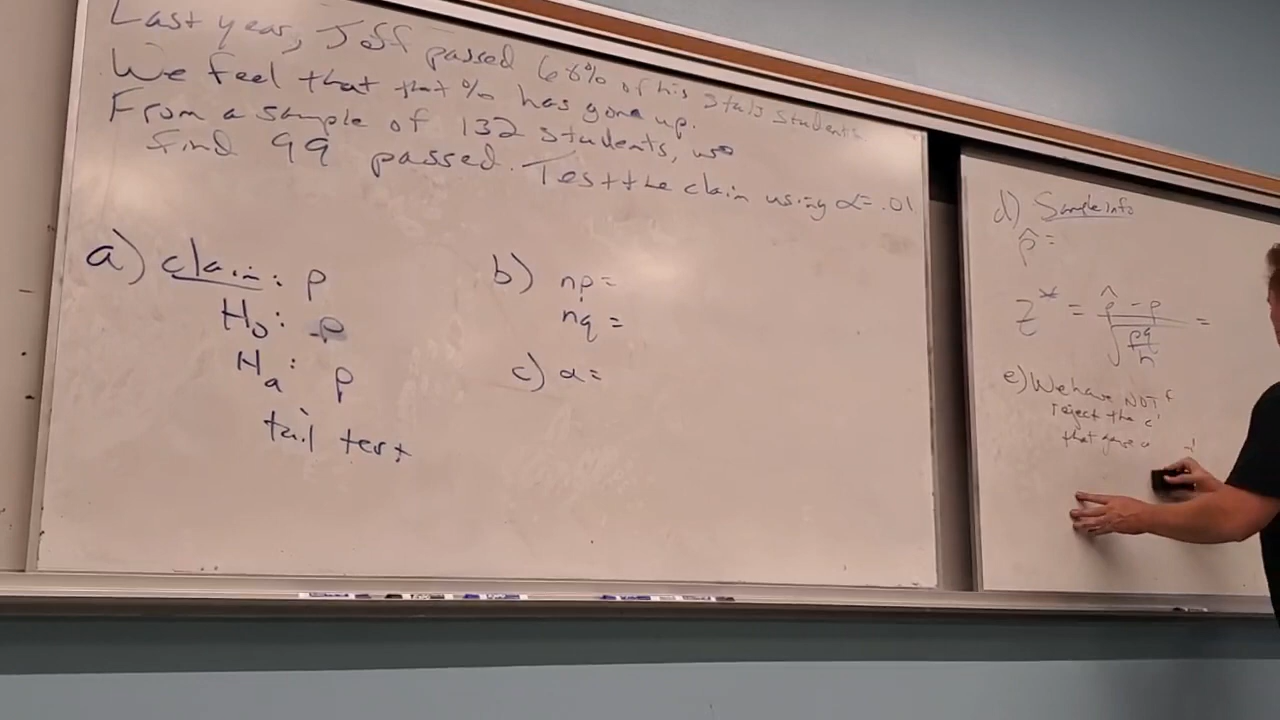 Last year, Jeff passed 68% of his stats students
We feel that that % has gone up.
From a sample of 132 students, we
find 99 passed. Test the claim using α= .01
a) claim: p
H₀: p
Hₐ: p
tail test
b) np=
nq =
c) α=
d) Sample info
p̂=
z* = (p̂ - p)/√(pq/n) =
e) We have NOT
reject the
that